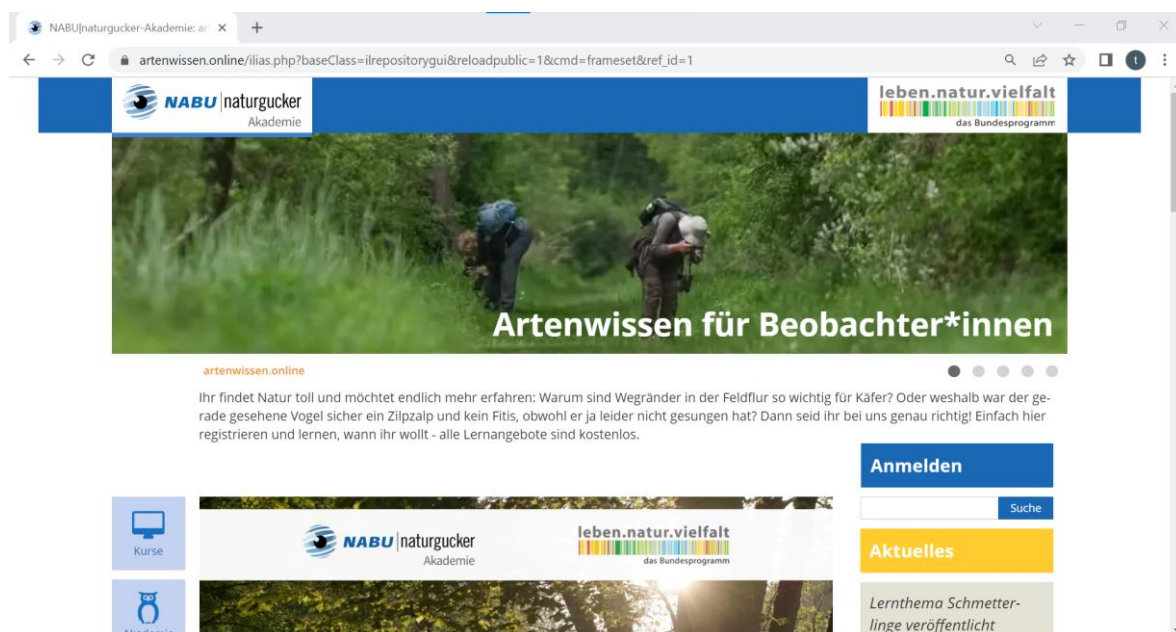 NABU|naturgucker-Akademie: ar
artenwissen.online/ilias.php?baseClass=ilrepositorygui&reloadpublic=1&cmd=frameset&ref_id=1
t
NABU|naturgucker
Akademie
leben.natur.vielfalt
das Bundesprogramm
Artenwissen für Beobachter*innen
artenwissen.online
Ihr findet Natur toll und möchtet endlich mehr erfahren: Warum sind Wegränder in der Feldflur so wichtig für Käfer? Oder weshalb war der ge-
rade gesehene Vogel sicher ein Zilpzalp und kein Fitis, obwohl er ja leider nicht gesungen hat? Dann seid ihr bei uns genau richtig! Einfach hier
registrieren und lernen, wann ihr wollt - alle Lernangebote sind kostenlos.
Anmelden
Suche
Kurse
NABU|naturgucker
Akademie
leben.natur.vielfalt
das Bundesprogramm
Aktuelles
Akademie
Lernthema Schmetter-
linge veröffentlicht